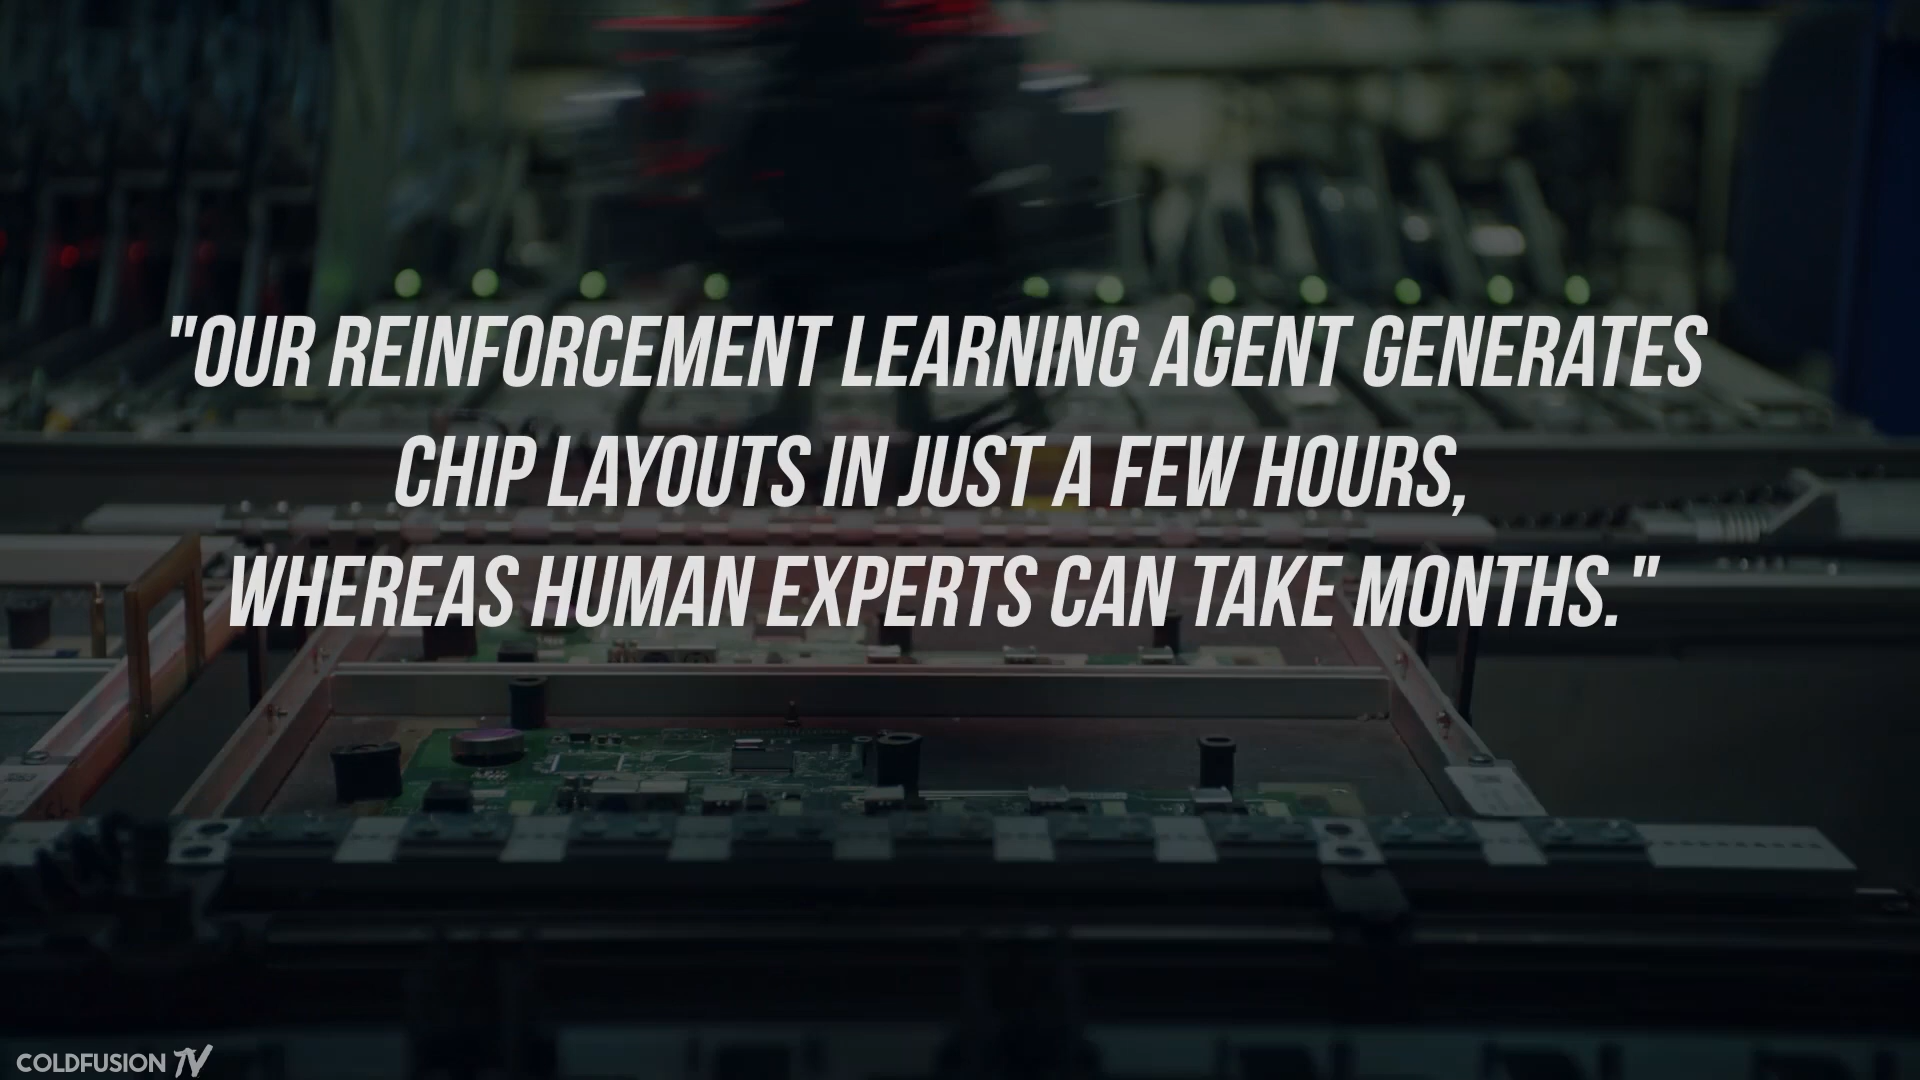 "OUR REINFORCEMENT LEARNING AGENT GENERATES
CHIP LAYOUTS IN JUST A FEW HOURS,
WHEREAS HUMAN EXPERTS CAN TAKE MONTHS."
COLDFUSION TV